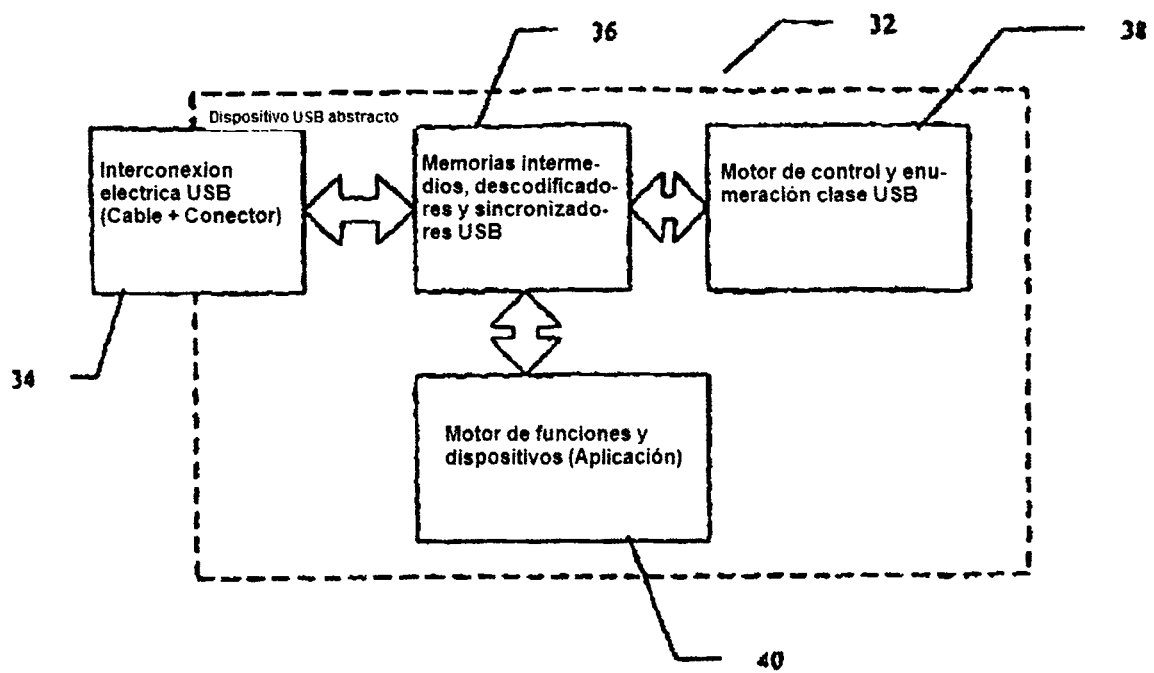 36
32
38
Dispositivo USB abstracto
Interconexion
electrica USB
(Cable + Conector)
Memorias interme-
dios, descodificado-
res y sincronizado-
res USB
Motor de control y enu-
meración clase USB
34
Motor de funciones y
dispositivos (Aplicación)
40